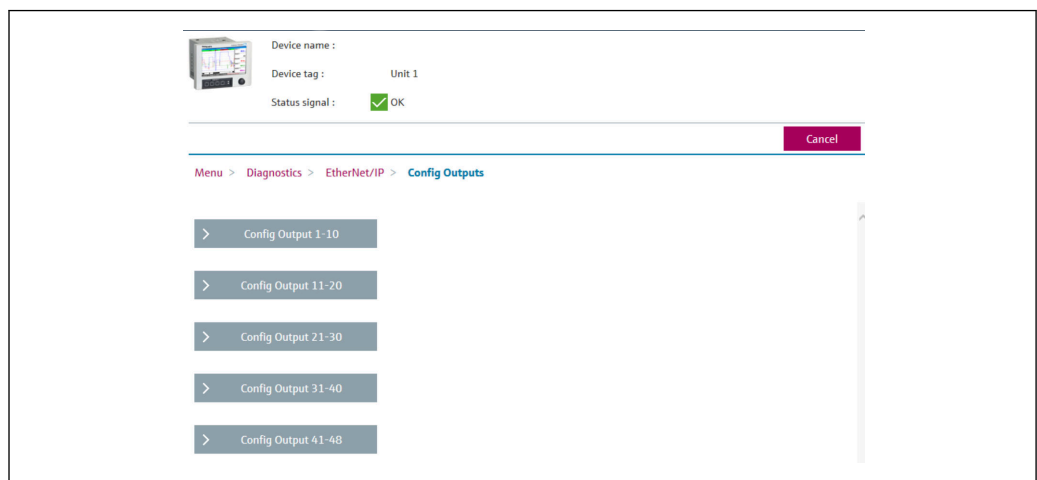 Device name :
Device tag : Unit 1
Status signal : OK
Cancel
Menu > Diagnostics > EtherNet/IP > Config Outputs
> Config Output 1-10
> Config Output 11-20
> Config Output 21-30
> Config Output 31-40
> Config Output 41-48